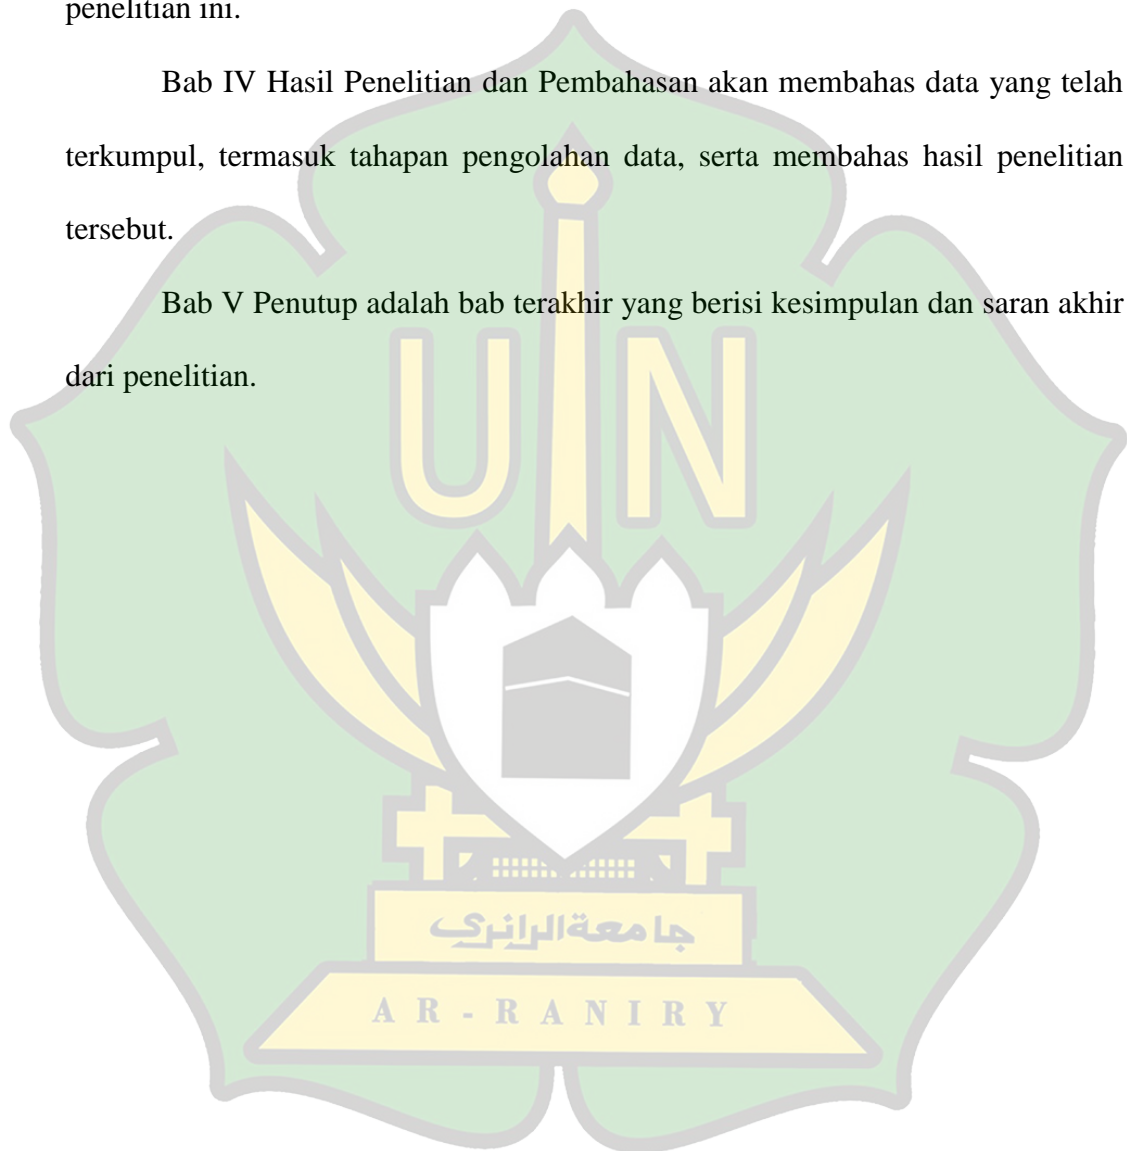 penelitian ini.
Bab IV Hasil Penelitian dan Pembahasan akan membahas data yang telah
terkumpul, termasuk tahapan pengolahan data, serta membahas hasil penelitian
tersebut.
Bab V Penutup adalah bab terakhir yang berisi kesimpulan dan saran akhir
dari penelitian.
UIN
جامعةالرانري
AR-RANIRY